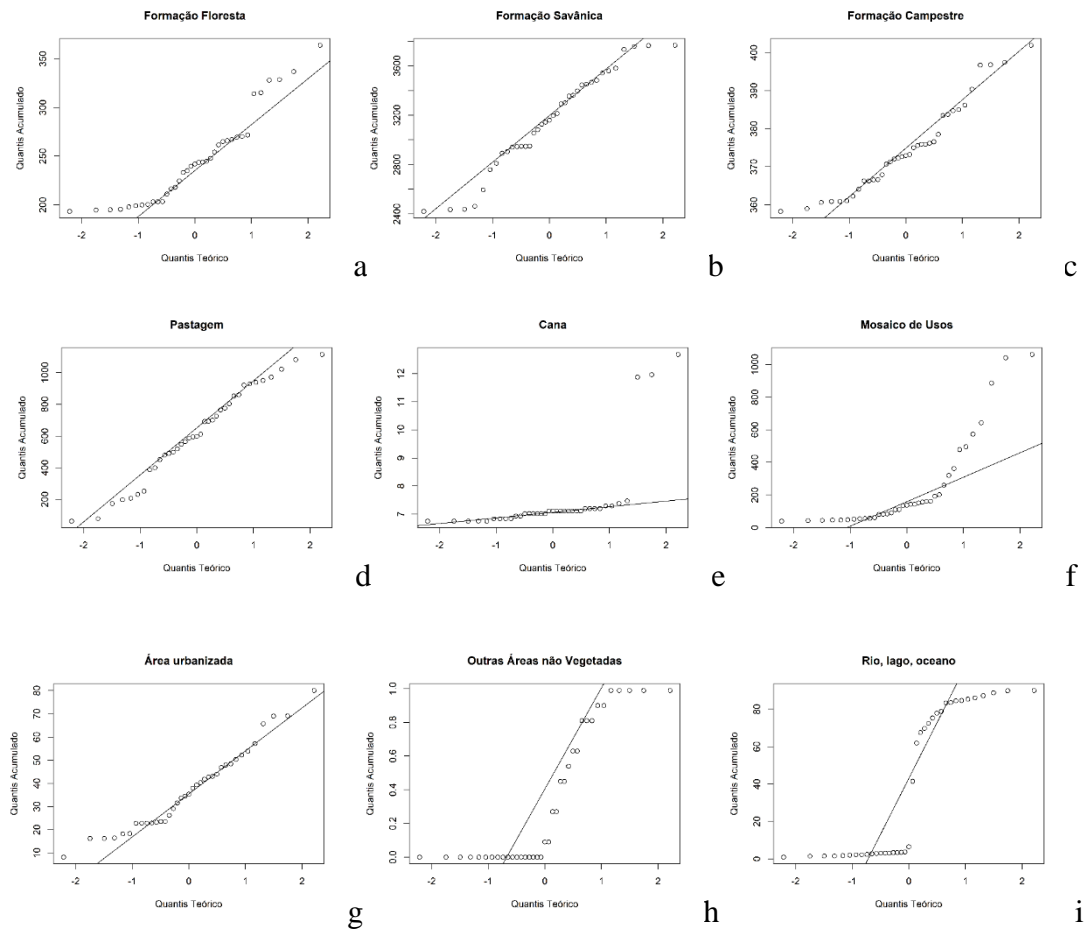 Formação Floresta
Quantis Acumulado
350
300
250
200
-2 -1 0 1 2
Quantis Teórico
a
Formação Savânica
Quantis Acumulado
3600
3200
2800
2400
-2 -1 0 1 2
Quantis Teórico
b
Formação Campestre
Quantis Acumulado
400
390
380
370
360
-2 -1 0 1 2
Quantis Teórico
c
Pastagem
Quantis Acumulado
1000
800
600
400
200
-2 -1 0 1 2
Quantis Teórico
d
Cana
Quantis Acumulado
12
11
10
9
8
7
-2 -1 0 1 2
Quantis Teórico
e
Mosaico de Usos
Quantis Acumulado
1000
800
600
400
200
0
-2 -1 0 1 2
Quantis Teórico
f
Área urbanizada
Quantis Acumulado
80
70
60
50
40
30
20
10
-2 -1 0 1 2
Quantis Teórico
g
Outras Áreas não Vegetadas
Quantis Acumulado
1.0
0.8
0.6
0.4
0.2
0.0
-2 -1 0 1 2
Quantis Teórico
h
Rio, lago, oceano
Quantis Acumulado
80
60
40
20
0
-2 -1 0 1 2
Quantis Teórico
i